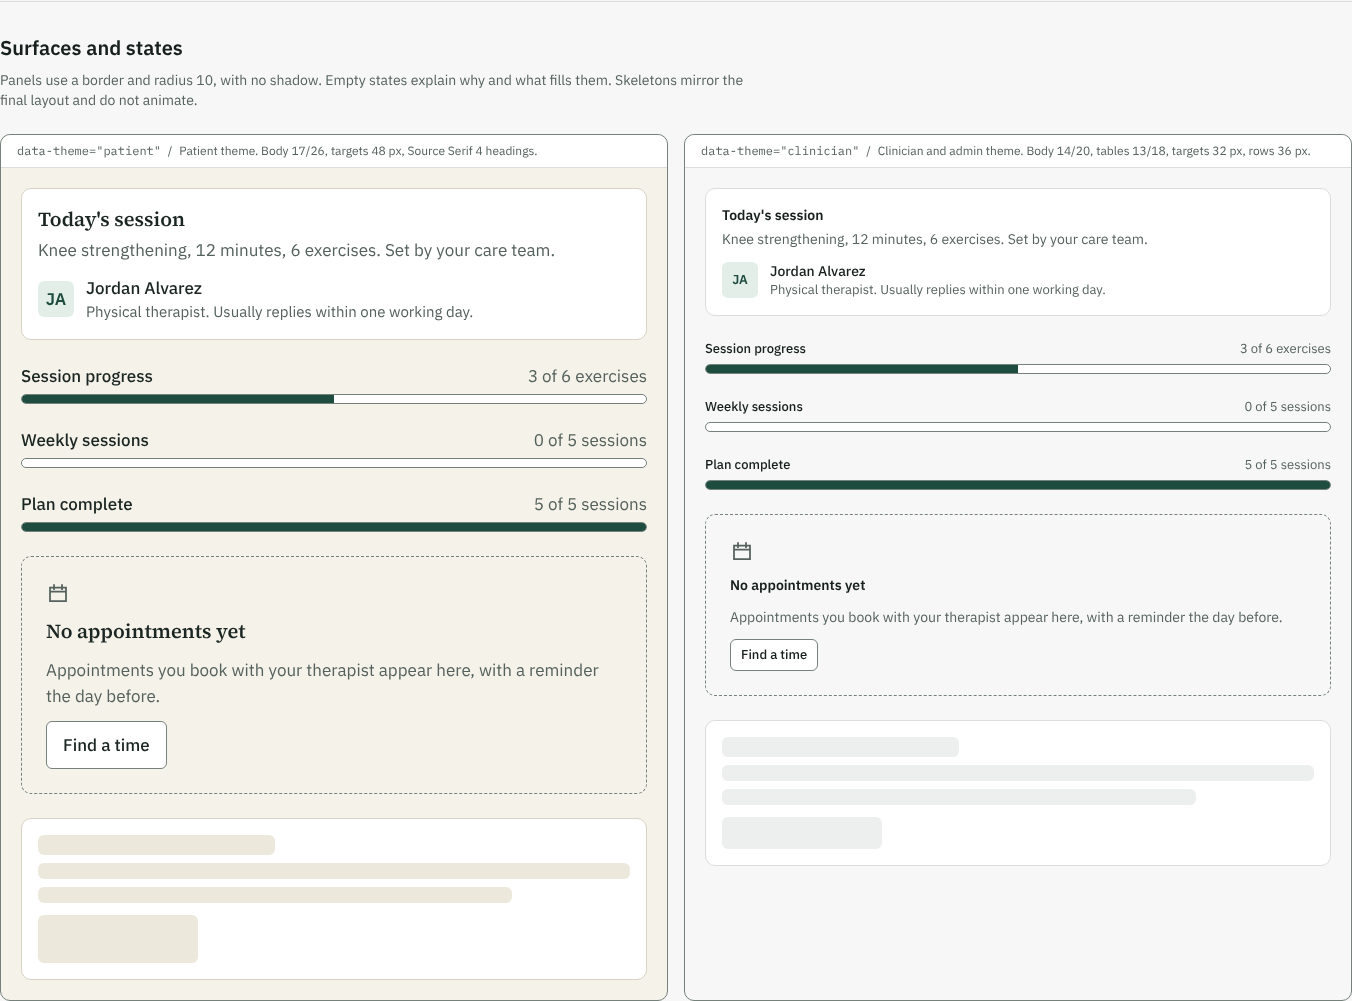 Surfaces and states
Panels use a border and radius 10, with no shadow. Empty states explain why and what fills them. Skeletons mirror the
final layout and do not animate.
data-theme="patient" / Patient theme. Body 17/26, targets 48 px, Source Serif 4 headings.
Today's session
Knee strengthening, 12 minutes, 6 exercises. Set by your care team.
JA
Jordan Alvarez
Physical therapist. Usually replies within one working day.
Session progress
3 of 6 exercises
Weekly sessions
0 of 5 sessions
Plan complete
5 of 5 sessions
No appointments yet
Appointments you book with your therapist appear here, with a reminder
the day before.
Find a time
data-theme="clinician" / Clinician and admin theme. Body 14/20, tables 13/18, targets 32 px, rows 36 px.
Today's session
Knee strengthening, 12 minutes, 6 exercises. Set by your care team.
JA
Jordan Alvarez
Physical therapist. Usually replies within one working day.
Session progress
3 of 6 exercises
Weekly sessions
0 of 5 sessions
Plan complete
5 of 5 sessions
No appointments yet
Appointments you book with your therapist appear here, with a reminder the day before.
Find a time